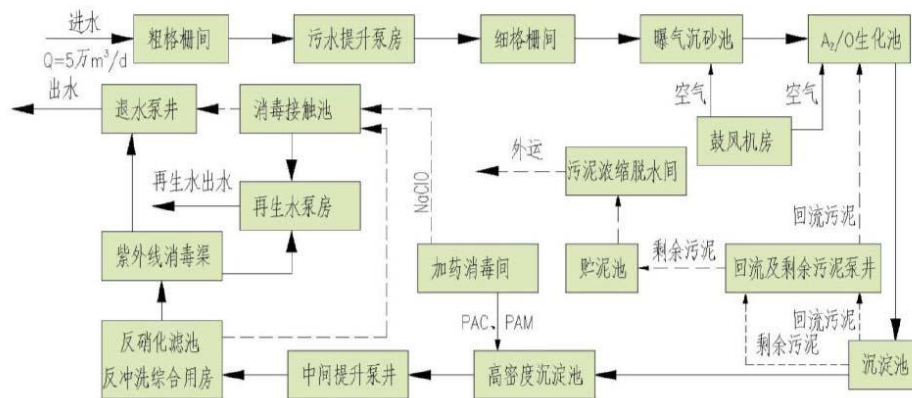 进水
Q=5万m³/d
粗格栅间
污水提升泵房
细格栅间
曝气沉砂池
A₂/O生化池
出水
退水泵井
消毒接触池
空气
空气
鼓风机房
外运
污泥浓缩脱水间
再生水出水
再生水泵房
NaClO
回流污泥
紫外线消毒渠
加药消毒间
贮泥池
剩余污泥
回流及剩余污泥泵井
PAC、PAM
回流污泥
剩余污泥
反硝化滤池
反冲洗综合用房
中间提升泵井
高密度沉淀池
沉淀池